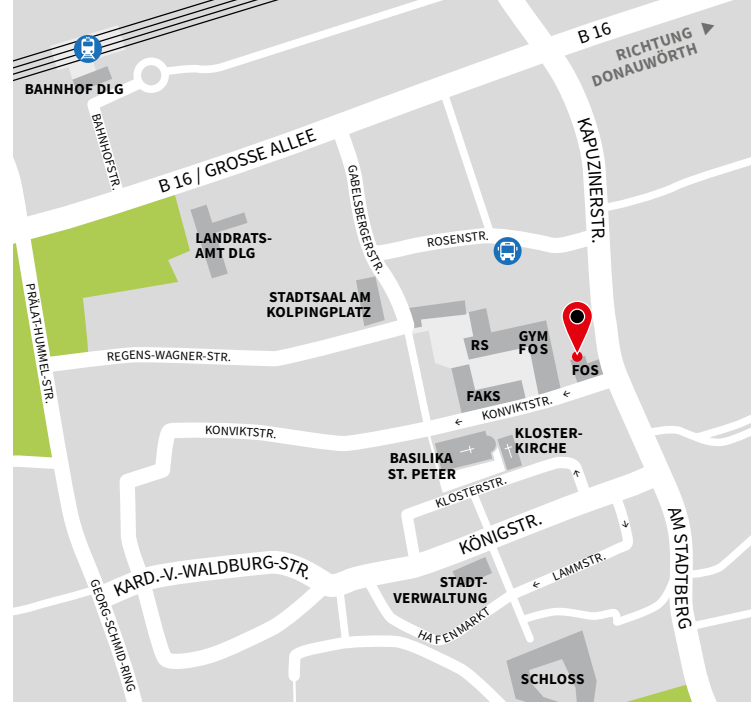 B 16
RICHTUNG
DONAUWÖRTH
BAHNHOF DLG
BAHNHOFSTR.
B 16 / GROSSE ALLEE
KAPUZINERSTR.
GABELSBERGERSTR.
LANDRATS-
AMT DLG
ROSENSTR.
PRÄLAT-HUMMEL-STR.
STADTSAAL AM
KOLPINGPLATZ
REGENS-WAGNER-STR.
RS
GYM
FOS
FOS
FAKS
KONVIKTSTR.
KONVIKTSTR.
BASILIKA
ST. PETER
KLOSTER-
KIRCHE
KLOSTERSTR.
KÖNIGSTR.
AM STADTBERG
KARD.-V.-WALDBURG-STR.
GEORG-SCHMID-RING
STADT-
VERWALTUNG
LAMMSTR.
HAFENMARKT
SCHLOSS